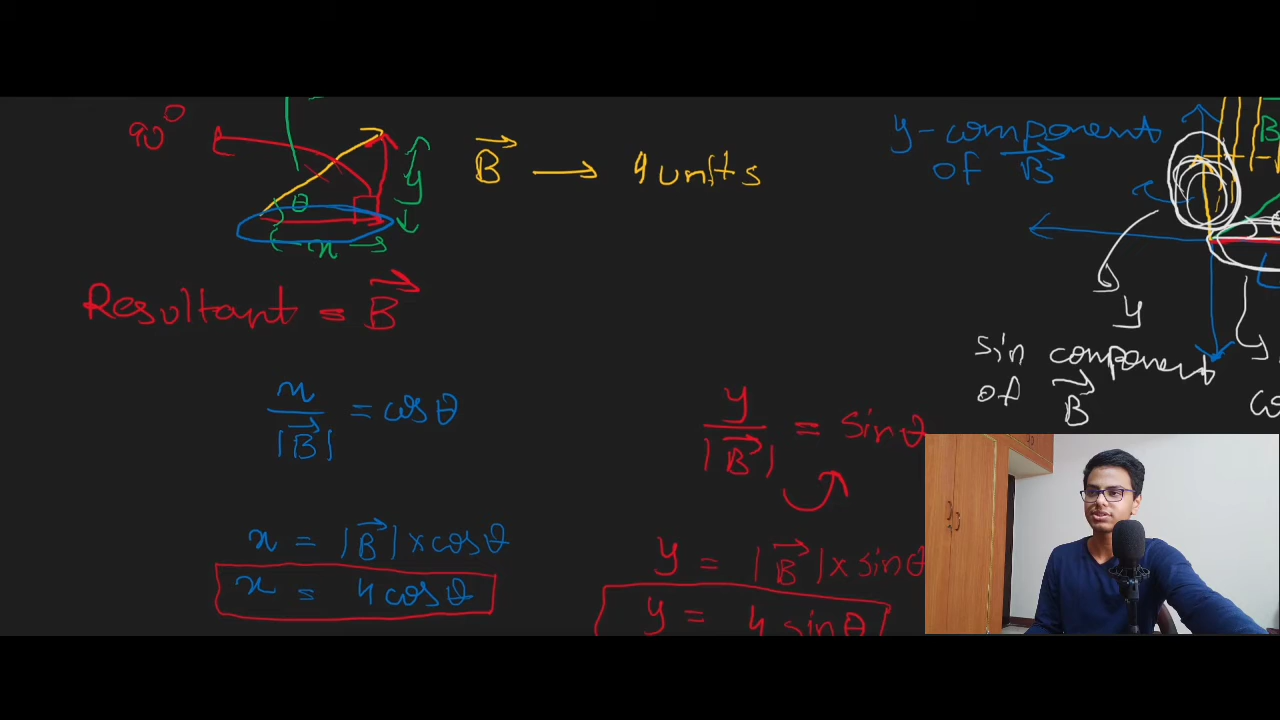 90°
θ
y
x
B → 4 units
Resultant = B
x / |B| = cos θ
x = |B| × cos θ
x = 4 cos θ
y / |B| = sin θ
y = |B| × sin θ
y = 4 sin θ
y-component
of B
B
y
sin component
of B